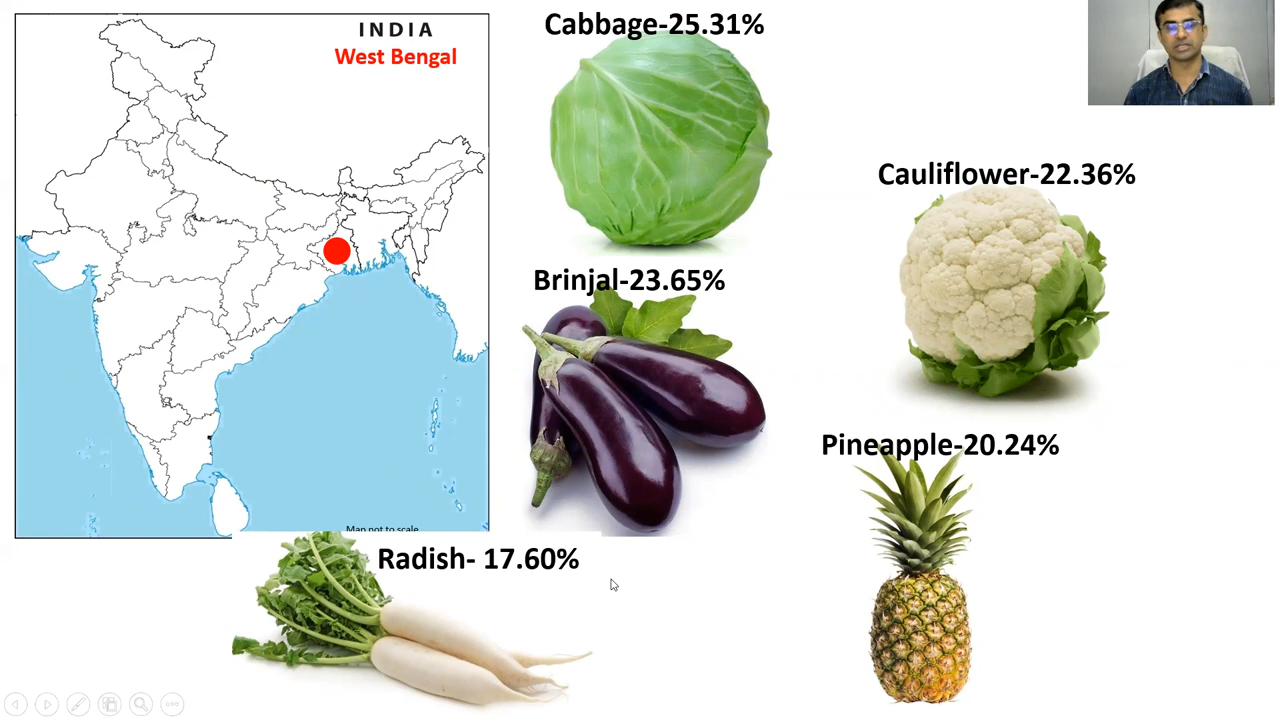 INDIA
West Bengal
Cabbage-25.31%
Cauliflower-22.36%
Brinjal-23.65%
Pineapple-20.24%
Map not to scale
Radish- 17.60%